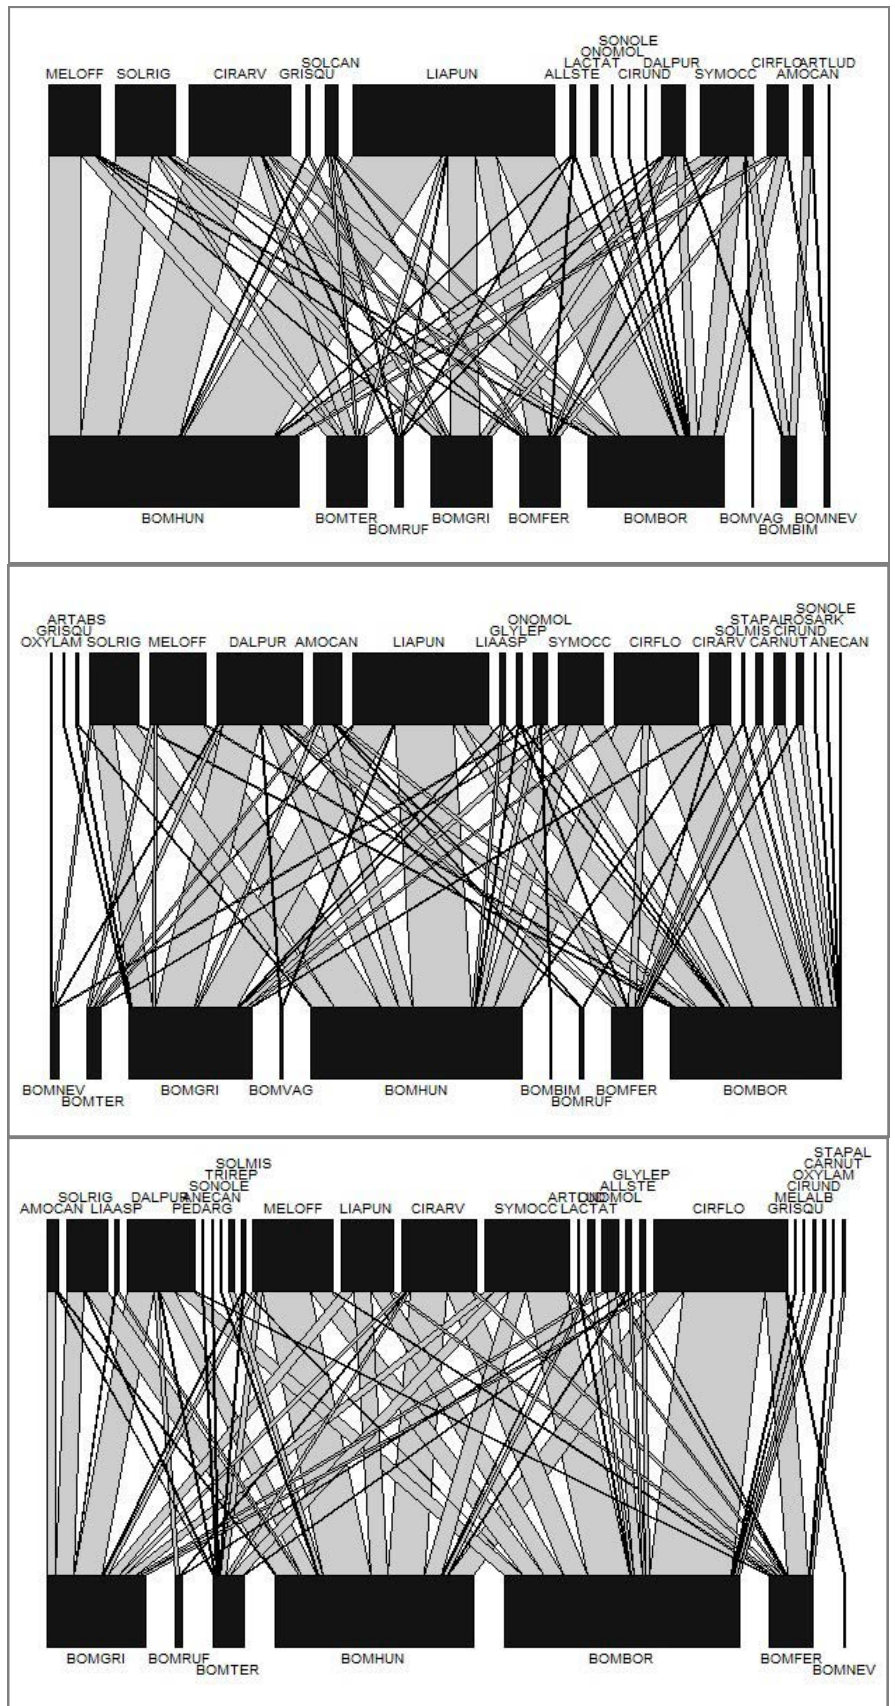 SONOLE
SOLCAN ONOMOL
LACTAT DALPUR CIRFLO ARTLUD
MELOFF SOLRIG CIRARV GRISQU LIAPUN ALLSTE CIRUND SYMOCC AMOCAN
BOMHUN BOMTER BOMGRI BOMFER BOMBOR BOMVAG BOMNEV
BOMRUF BOMBIM
SONOLE
ARTABS ONOMOL STAPAL ROSARK
GRISQU GLYLEP SOLMIS CIRUND
OXYLAM SOLRIG MELOFF DALPUR AMOCAN LIAPUN LIAASP SYMOCC CIRFLO CIRARV CARNUT ANECAN
BOMNEV BOMGRI BOMVAG BOMHUN BOMBIM BOMFER BOMBOR
BOMTER BOMRUF
STAPAL
SOLMIS CARNUT
TRIREP GLYLEP OXYLAM
SONOLE ALLSTE CIRUND
SOLRIG DALPUR ANECAN ARTLUD ONOMOL MELALB
AMOCAN LIAASP PEDARG MELOFF LIAPUN CIRARV SYMOCC LACTAT CIRFLO GRISQU
BOMGRI BOMRUF BOMHUN BOMBOR BOMFER
BOMTER BOMNEV